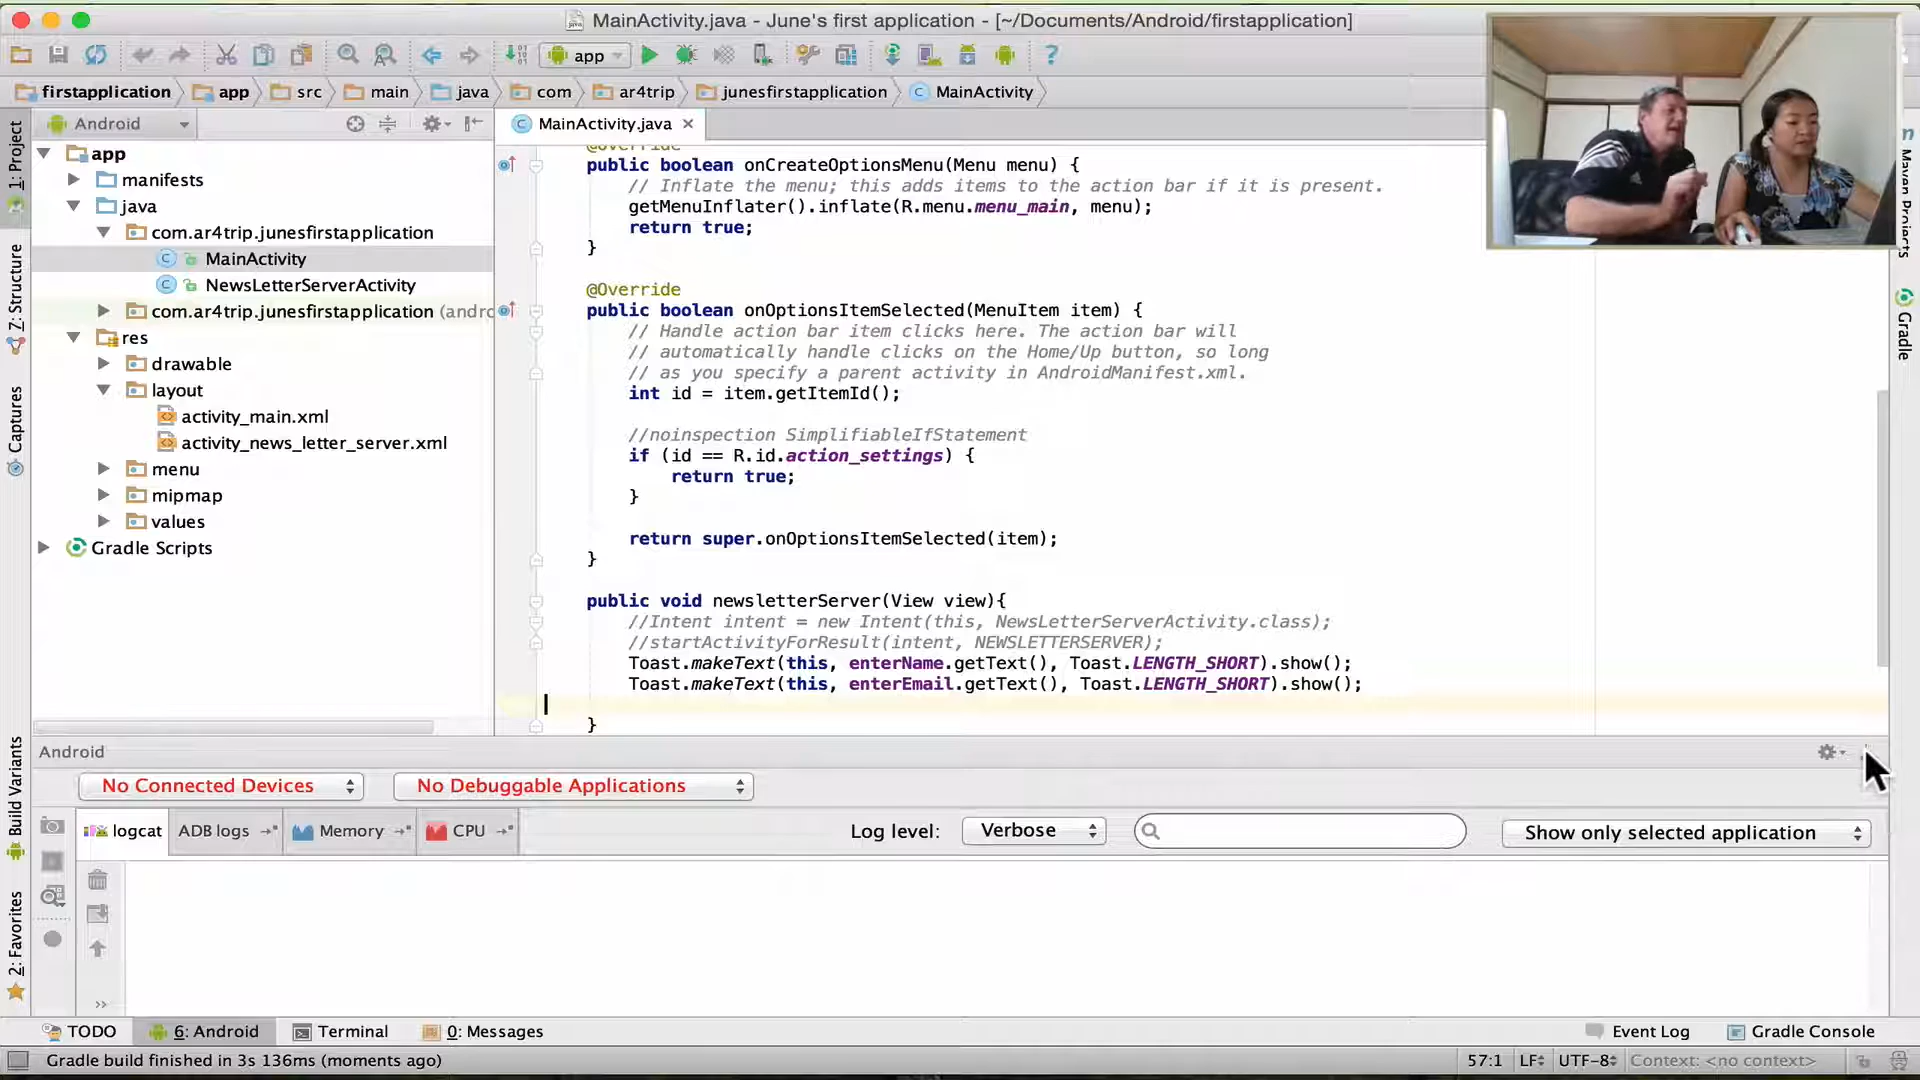 MainActivity.java - June's first application - [~/Documents/Android/firstapplication]
app
firstapplication app src main java com ar4trip junesfirstapplication MainActivity
Android
MainActivity.java
1: Project
Z: Structure
Captures
Build Variants
2: Favorites
app
manifests
java
com.ar4trip.junesfirstapplication
MainActivity
NewsLetterServerActivity
com.ar4trip.junesfirstapplication (andro
res
drawable
layout
activity_main.xml
activity_news_letter_server.xml
menu
mipmap
values
Gradle Scripts
@Override
public boolean onCreateOptionsMenu(Menu menu) {
// Inflate the menu; this adds items to the action bar if it is present.
getMenuInflater().inflate(R.menu.menu_main, menu);
return true;
}
@Override
public boolean onOptionsItemSelected(MenuItem item) {
// Handle action bar item clicks here. The action bar will
// automatically handle clicks on the Home/Up button, so long
// as you specify a parent activity in AndroidManifest.xml.
int id = item.getItemId();
//noinspection SimplifiableIfStatement
if (id == R.id.action_settings) {
return true;
}
return super.onOptionsItemSelected(item);
}
public void newsletterServer(View view){
//Intent intent = new Intent(this, NewsLetterServerActivity.class);
//startActivityForResult(intent, NEWSLETTERSERVER);
Toast.makeText(this, enterName.getText(), Toast.LENGTH_SHORT).show();
Toast.makeText(this, enterEmail.getText(), Toast.LENGTH_SHORT).show();
}
Maven Projects
Gradle
Android
No Connected Devices No Debuggable Applications
logcat ADB logs Memory CPU Log level: Verbose Show only selected application
TODO 6: Android Terminal 0: Messages Event Log Gradle Console
Gradle build finished in 3s 136ms (moments ago) 57:1 LF UTF-8 Context: <no context>